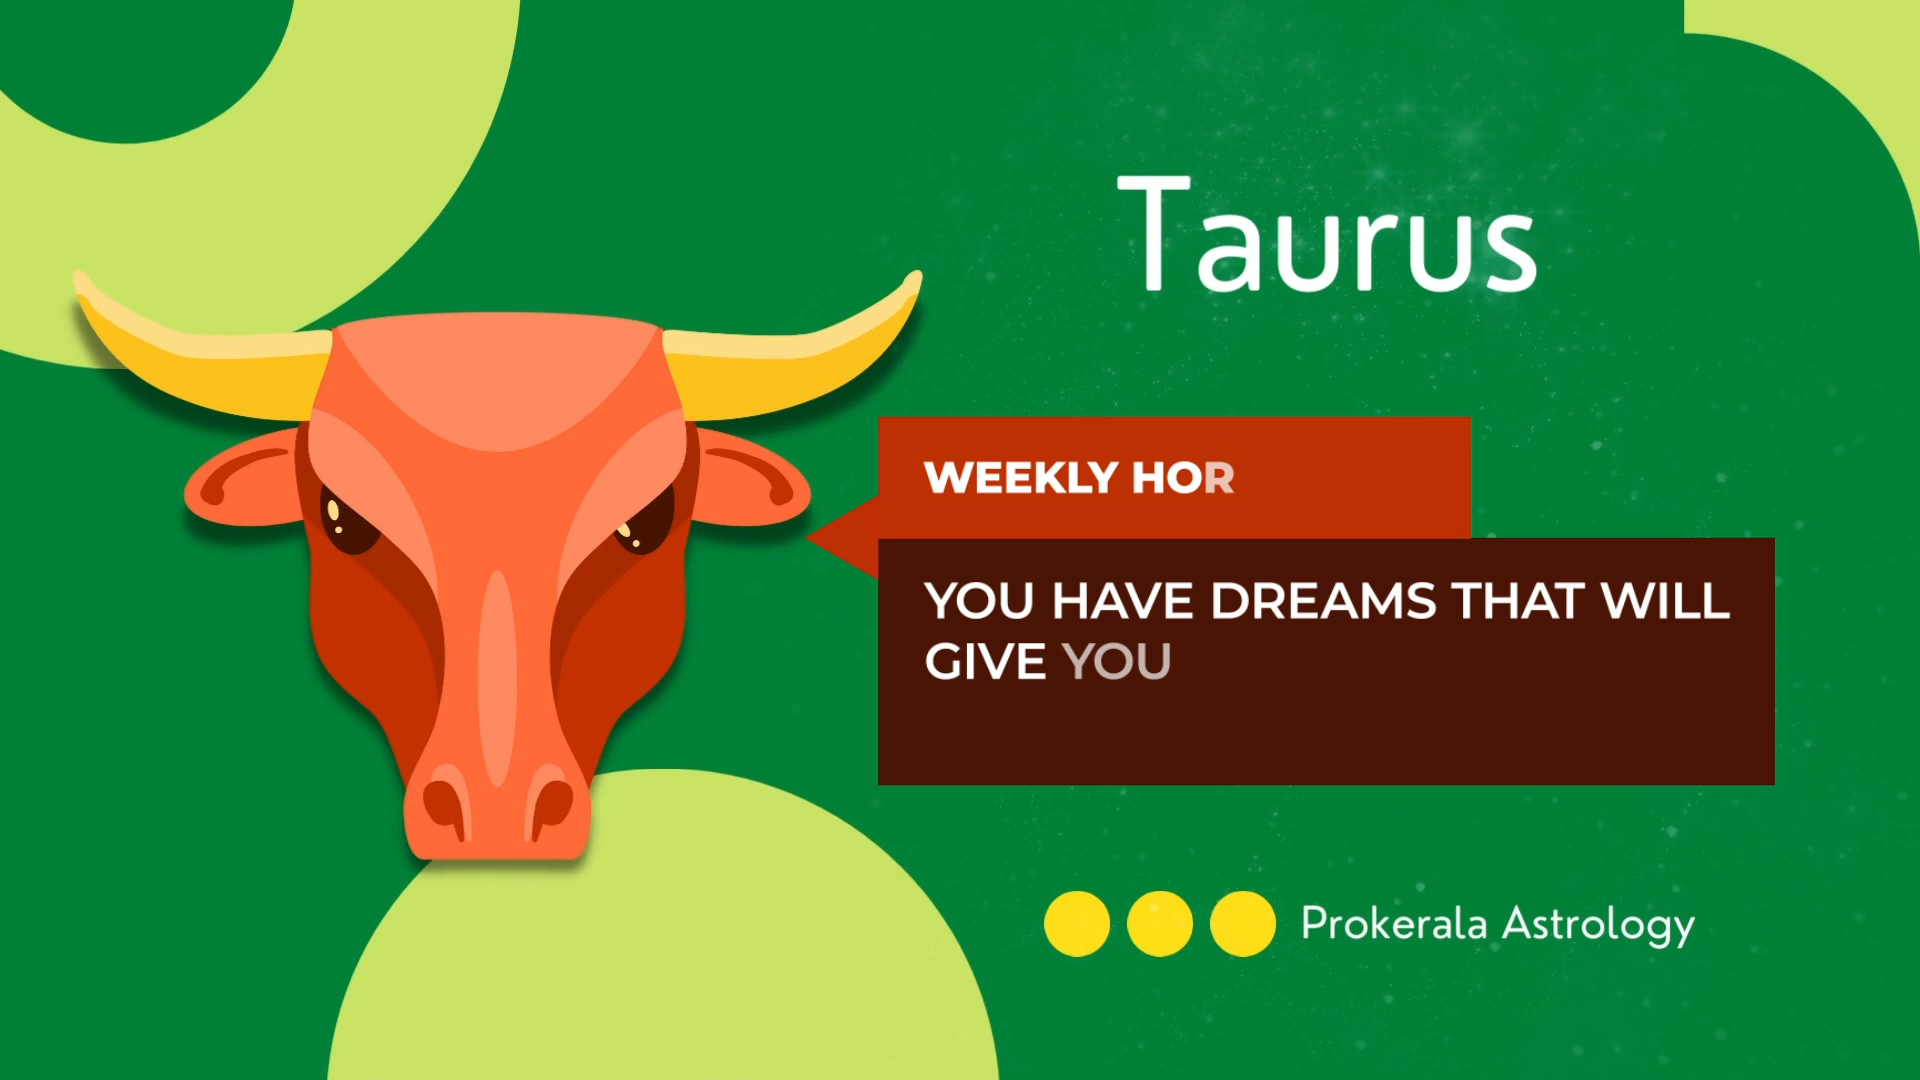 Taurus
WEEKLY HOR
YOU HAVE DREAMS THAT WILL
GIVE YOU
Prokerala Astrology